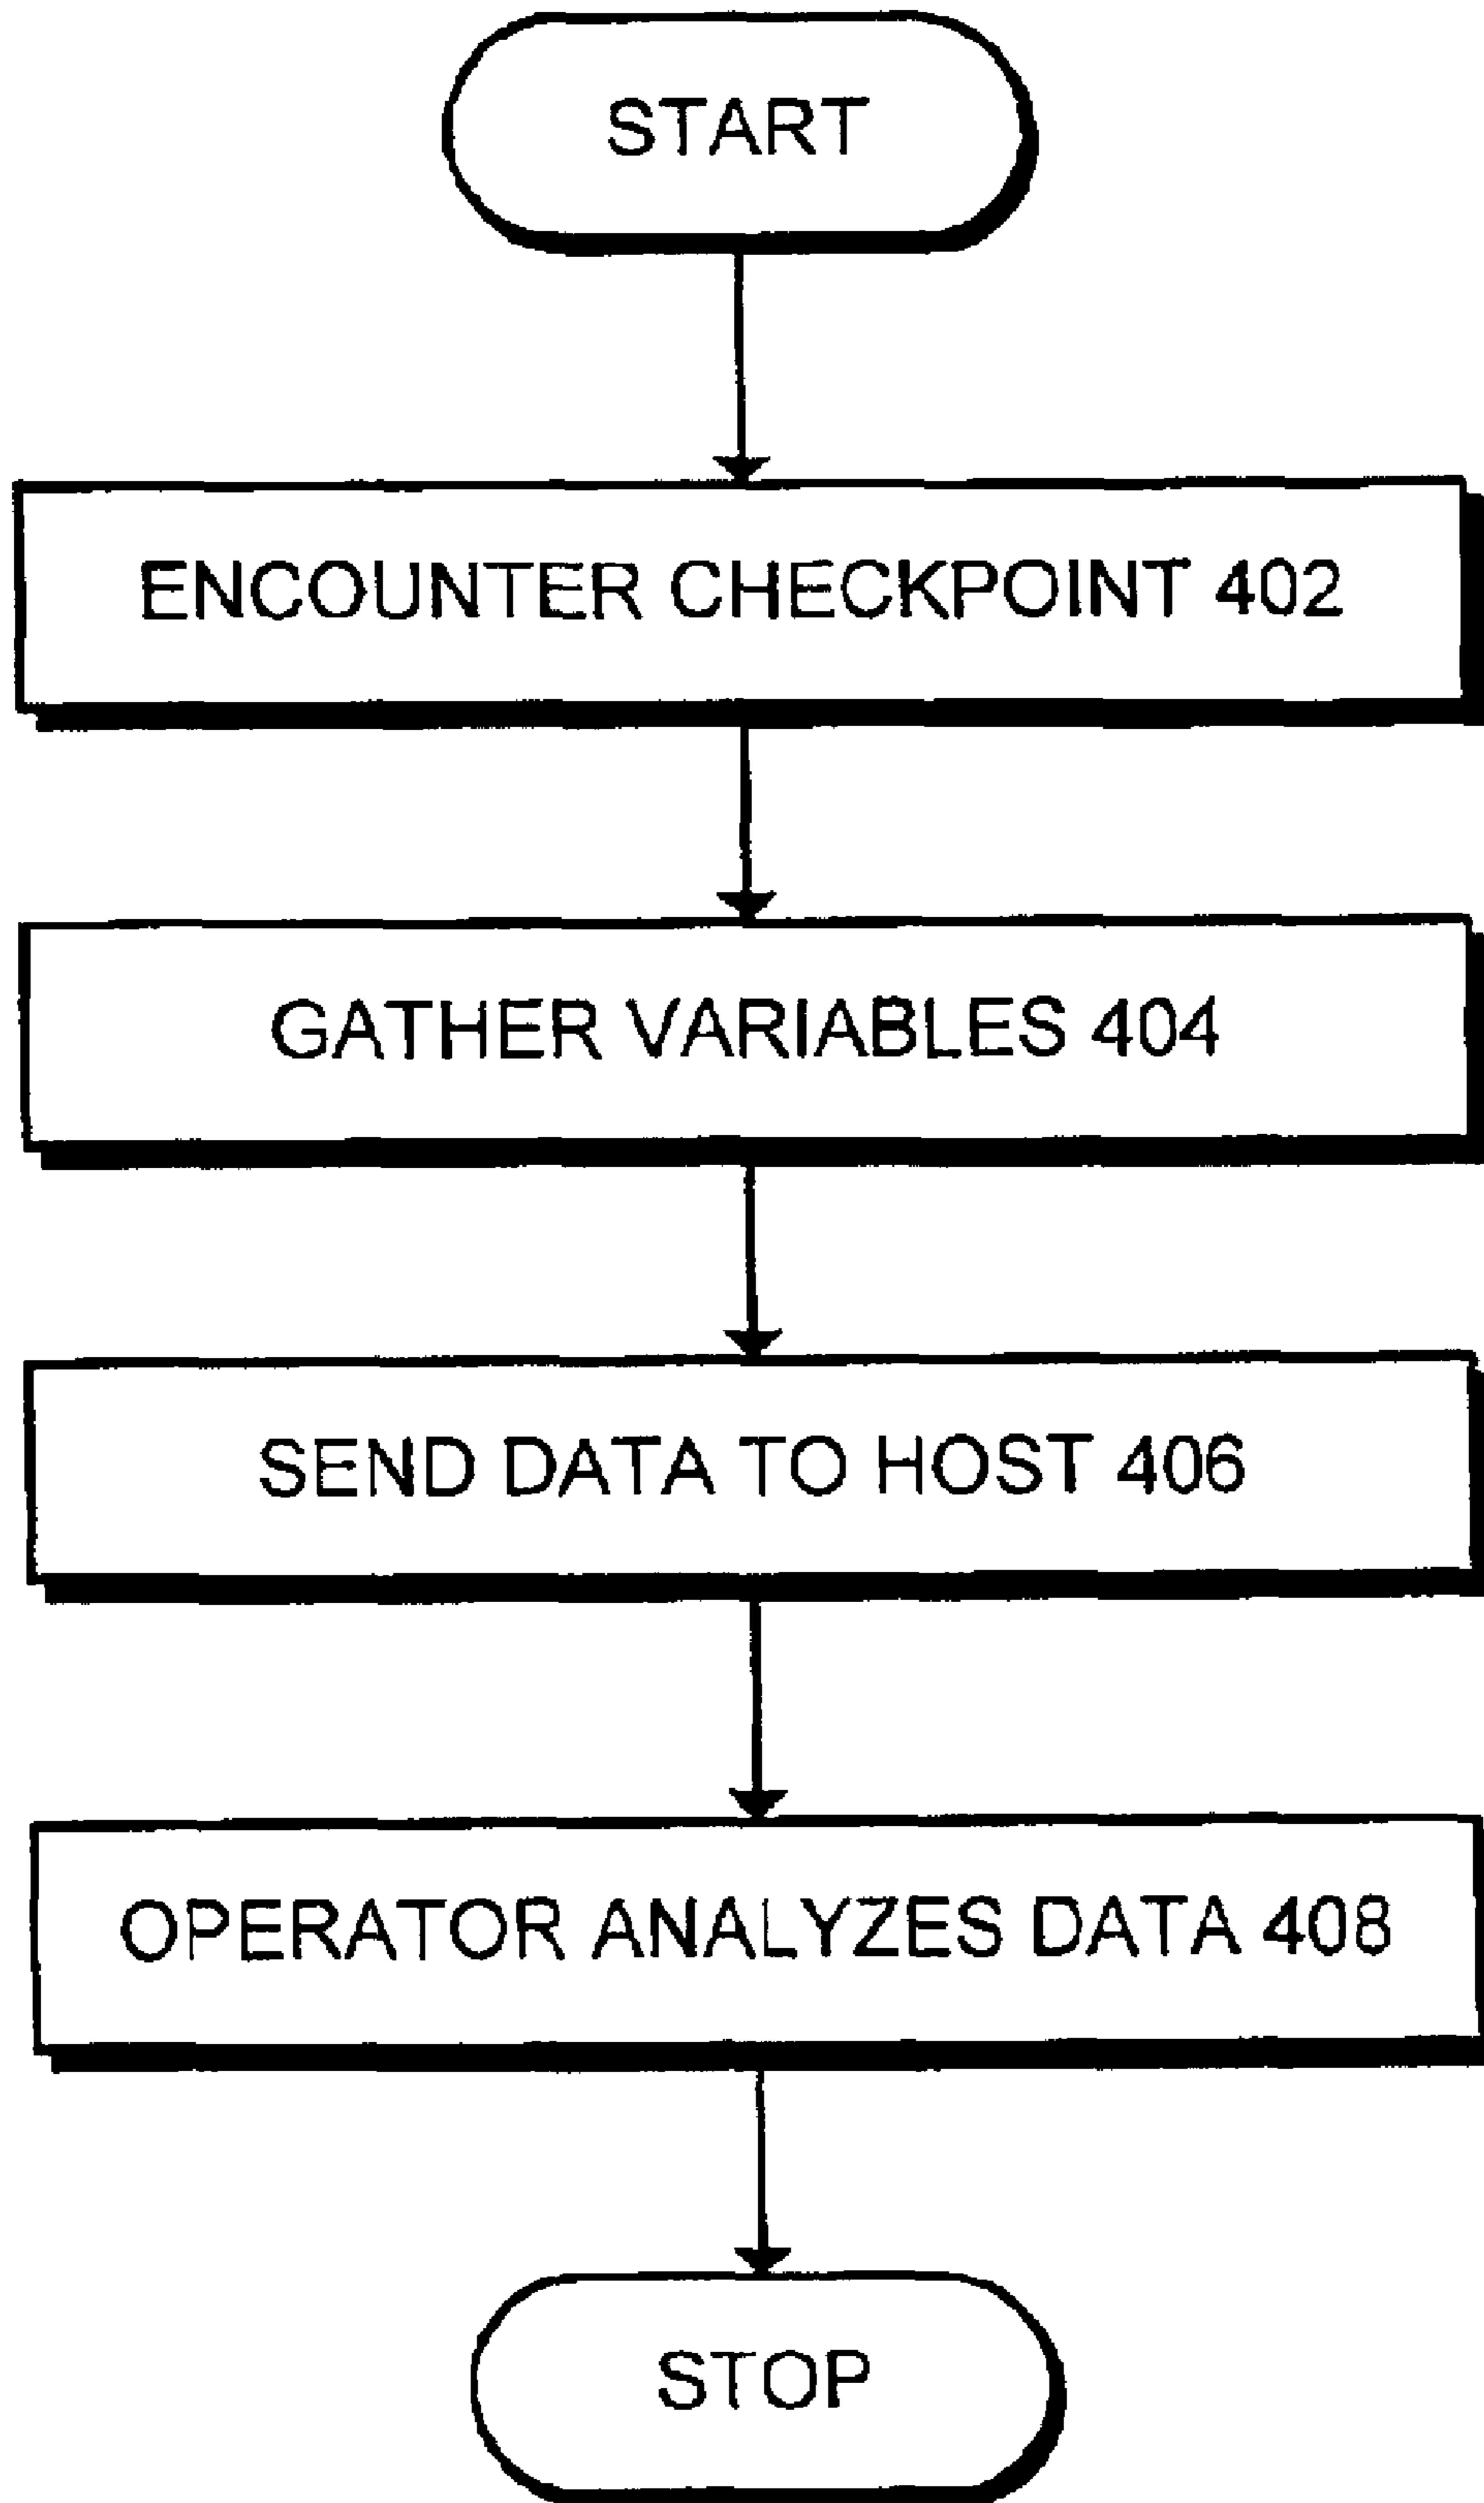 START
ENCOUNTER CHECKPOINT 402
GATHER VARIABLES 404
SEND DATA TO HOST 406
OPERATOR ANALYZES DATA 408
STOP